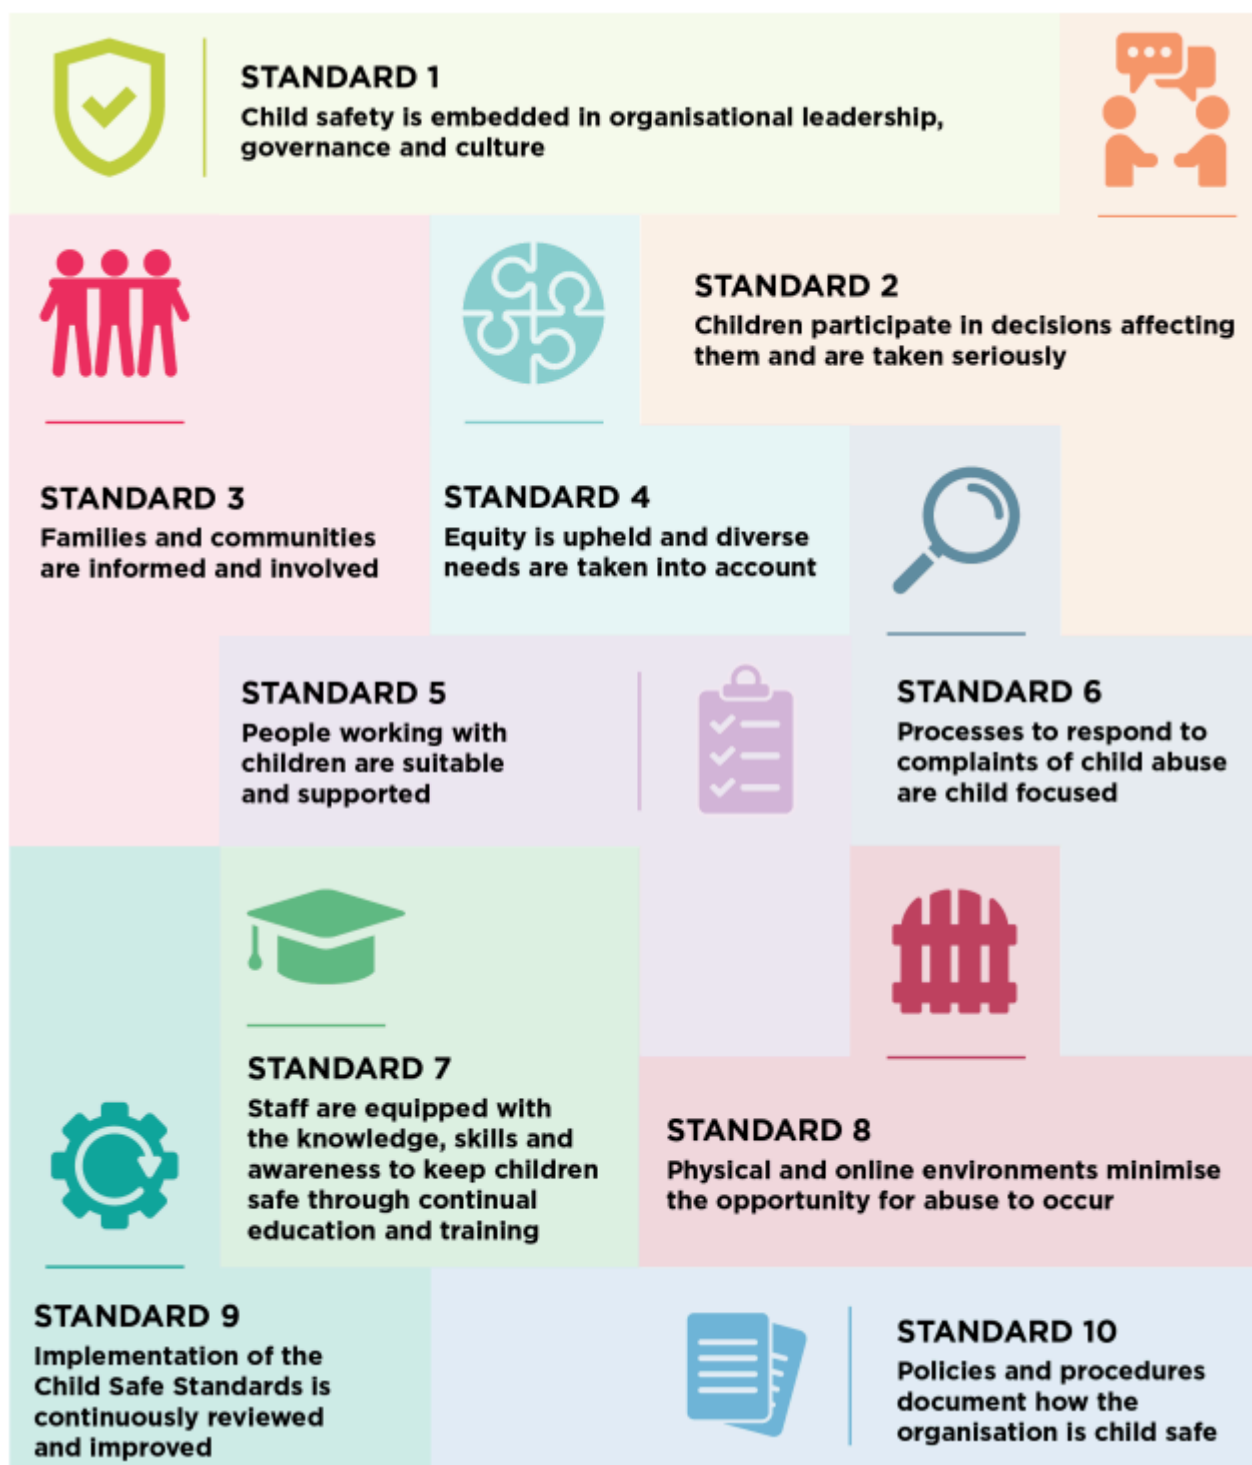 STANDARD 1
Child safety is embedded in organisational leadership,
governance and culture
STANDARD 2
Children participate in decisions affecting
them and are taken seriously
STANDARD 3
Families and communities
are informed and involved
STANDARD 4
Equity is upheld and diverse
needs are taken into account
STANDARD 5
People working with
children are suitable
and supported
STANDARD 6
Processes to respond to
complaints of child abuse
are child focused
STANDARD 7
Staff are equipped with
the knowledge, skills and
awareness to keep children
safe through continual
education and training
STANDARD 8
Physical and online environments minimise
the opportunity for abuse to occur
STANDARD 9
Implementation of the
Child Safe Standards is
continuously reviewed
and improved
STANDARD 10
Policies and procedures
document how the
organisation is child safe